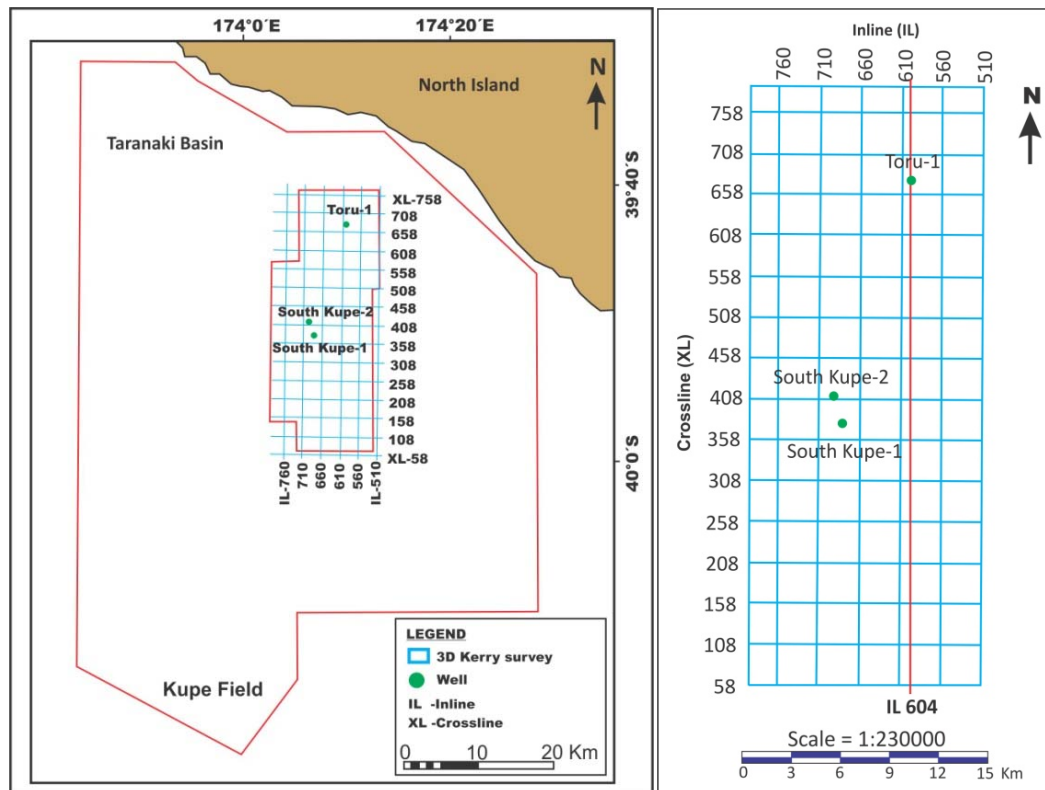 174°0´E
174°20´E
North Island
N
Taranaki Basin
39°40´S
XL-758
Toru-1
708
658
608
558
508
458
South Kupe-2
408
358
South Kupe-1
308
258
208
158
108
40°0´S
XL-58
IL-760
710
660
610
560
IL-510
LEGEND
3D Kerry survey
Well
IL -Inline
XL -Crossline
0 10 20 Km
Kupe Field
Inline (IL)
760 710 660 610 560 510
N
758
708
Toru-1
658
608
558
508
458
Crossline (XL)
South Kupe-2
408
358
South Kupe-1
308
258
208
158
108
58
IL 604
Scale = 1:230000
0 3 6 9 12 15 Km